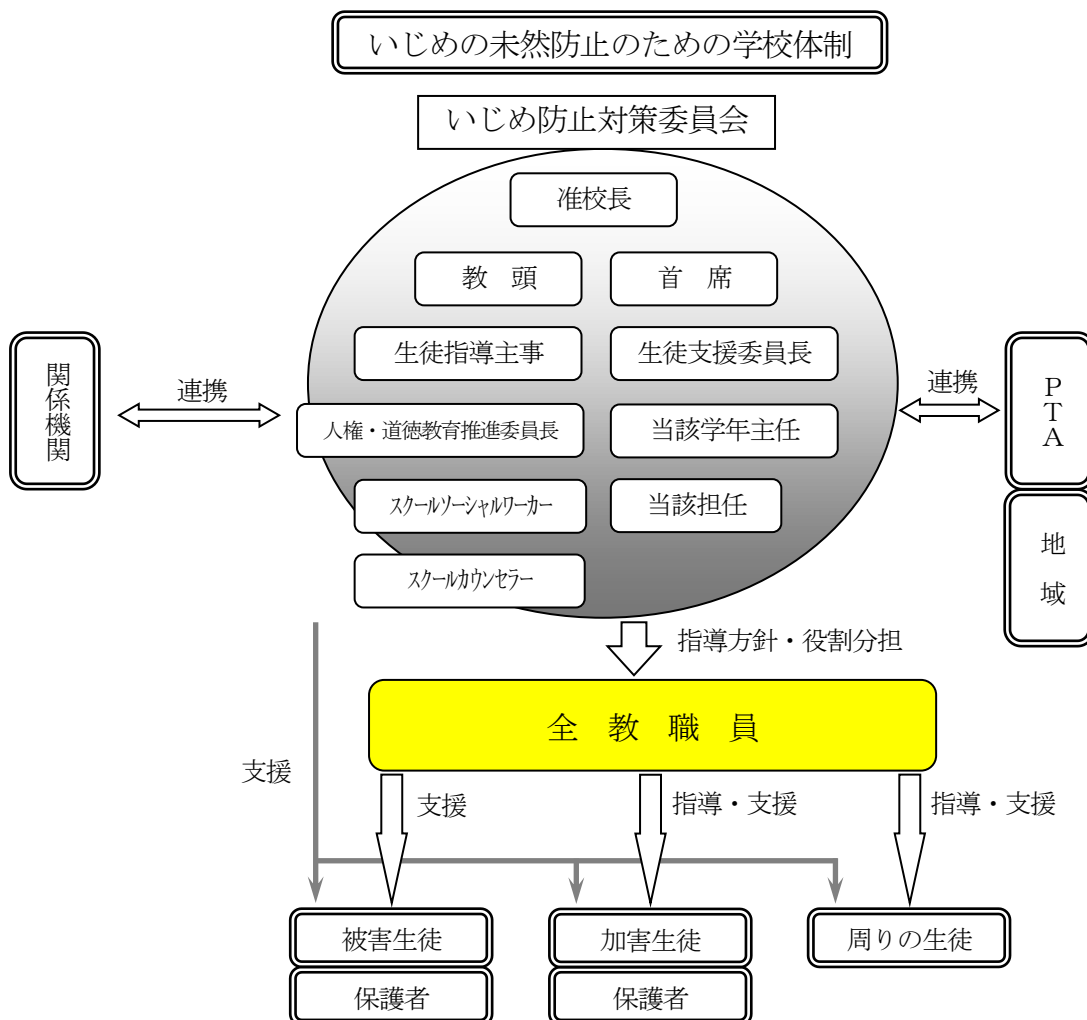 いじめの未然防止のための学校体制
いじめ防止対策委員会
准校長
教　頭
首　席
生徒指導主事
生徒支援委員長
人権・道徳教育推進委員長
当該学年主任
スクールソーシャルワーカー
当該担任
スクールカウンセラー
関係機関
連携
連携
PTA
地域
指導方針・役割分担
全　教　職　員
支援
支援
指導・支援
指導・支援
被害生徒
加害生徒
周りの生徒
保護者
保護者